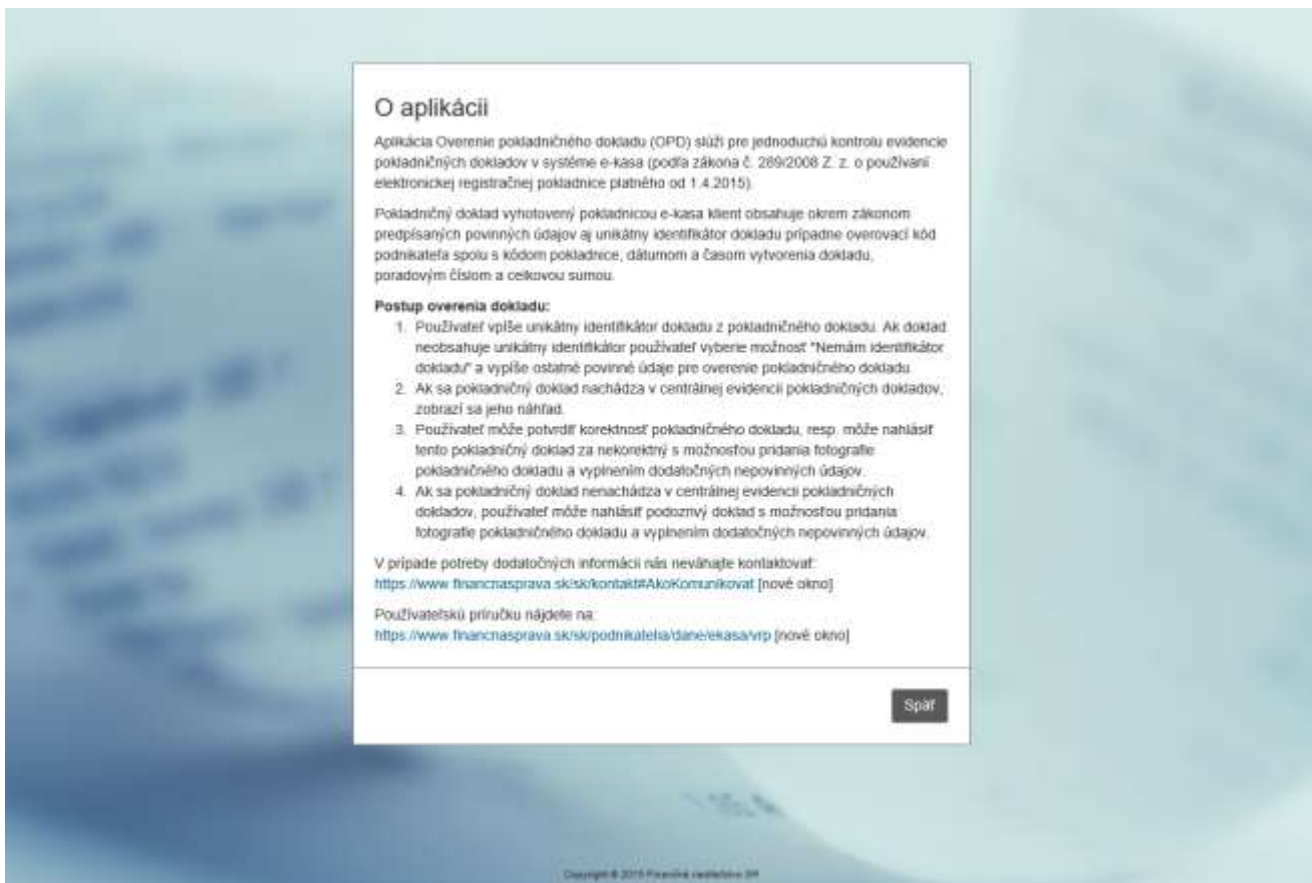 O aplikácii
Aplikácia Overenie pokladničného dokladu (OPD) slúži pre jednoduchú kontrolu evidencie
pokladničných dokladov v systéme e-kasa (podľa zákona č. 289/2008 Z. z. o používaní
elektronickej registračnej pokladnice platného od 1.4.2015).
Pokladničný doklad vyhotovený pokladnicou e-kasa klient obsahuje okrem zákonom
predpísaných povinných údajov aj unikátny identifikátor dokladu prípadne overovací kód
podnikateľa spolu s kódom pokladnice, dátumom a časom vytvorenia dokladu,
poradovým číslom a celkovou sumou.
Postup overenia dokladu:
1. Používateľ vpíše unikátny identifikátor dokladu z pokladničného dokladu. Ak doklad
neobsahuje unikátny identifikátor používateľ vyberie možnosť "Nemám identifikátor
dokladu" a vypíše ostatné povinné údaje pre overenie pokladničného dokladu.
2. Ak sa pokladničný doklad nachádza v centrálnej evidencii pokladničných dokladov,
zobrazí sa jeho náhľad.
3. Používateľ môže potvrdiť korektnosť pokladničného dokladu, resp. môže nahlásiť
tento pokladničný doklad za nekorektný s možnosťou pridania fotografie
pokladničného dokladu a vyplnením dodatočných nepovinných údajov.
4. Ak sa pokladničný doklad nenachádza v centrálnej evidencii pokladničných
dokladov, používateľ môže nahlásiť podozrivý doklad s možnosťou pridania
fotografie pokladničného dokladu a vyplnením dodatočných nepovinných údajov.
V prípade potreby dodatočných informácii nás neváhajte kontaktovať:
https://www.financnasprava.sk/sk/kontakt#AkoKomunikovat [nové okno]
Používateľskú príručku nájdete na:
https://www.financnasprava.sk/sk/podnikatelia/dane/ekasa/vrp [nové okno]
Späť
Copyright ©